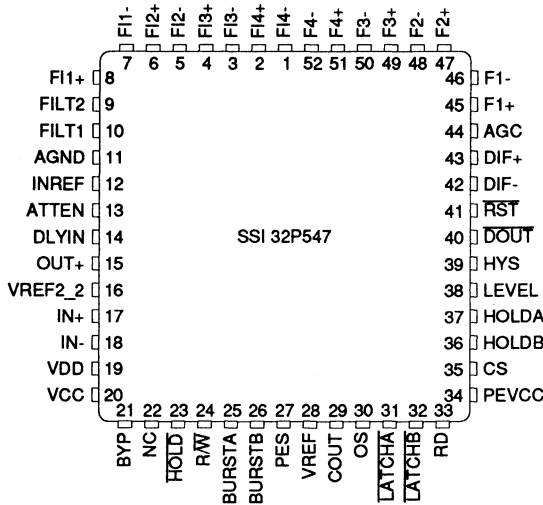 FI1- FI2+ FI2- FI3+ FI3- FI4+ FI4- F4- F4+ F3- F3+ F2- F2+
7 6 5 4 3 2 1 52 51 50 49 48 47
FI1+ 8 46 F1-
FILT2 9 45 F1+
FILT1 10 44 AGC
AGND 11 43 DIF+
INREF 12 42 DIF-
ATTEN 13 41 RST
DLYIN 14 SSI 32P547 40 DOUT
OUT+ 15 39 HYS
VREF2_2 16 38 LEVEL
IN+ 17 37 HOLDA
IN- 18 36 HOLDB
VDD 19 35 CS
VCC 20 34 PEVCC
21 22 23 24 25 26 27 28 29 30 31 32 33
BYP NC HOLD R/W BURSTA BURSTB PES VREF COUT OS LATCHA LATCHB RD